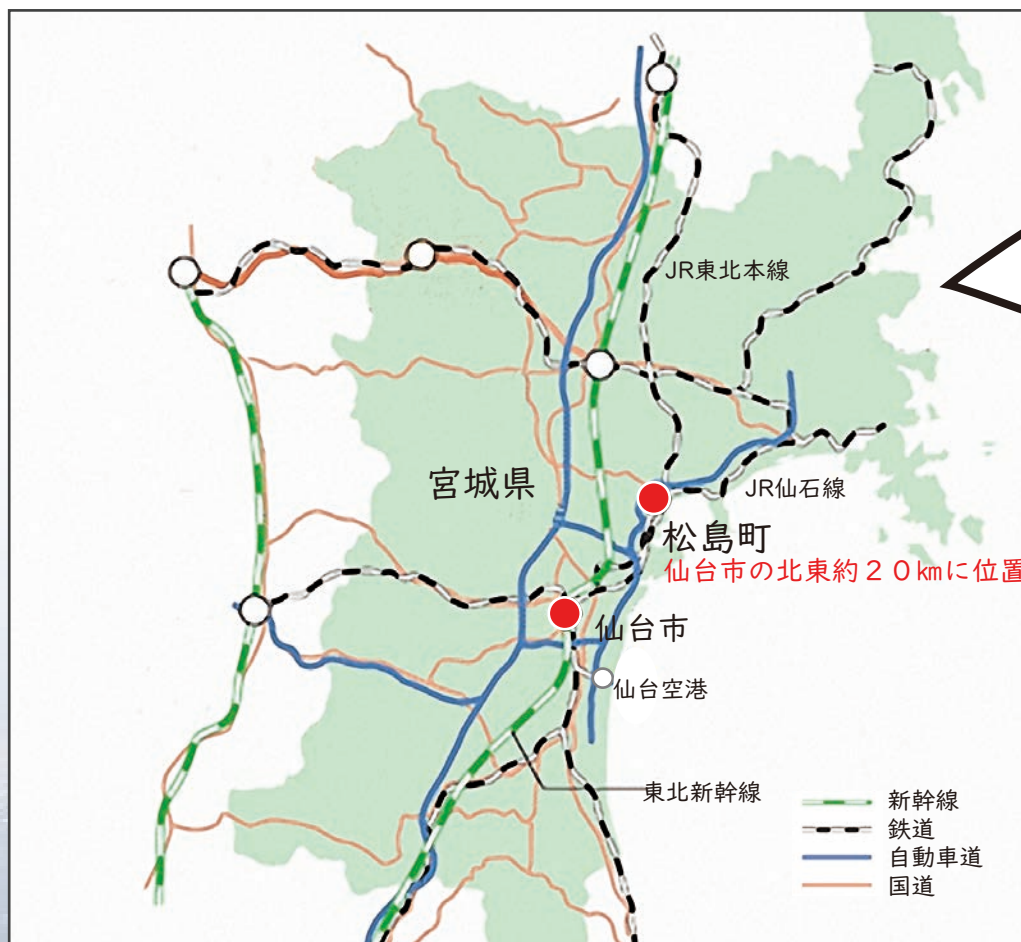 JR東北本線
宮城県
JR仙石線
松島町
仙台市の北東約２０㎞に位置
仙台市
仙台空港
東北新幹線
新幹線
鉄道
自動車道
国道